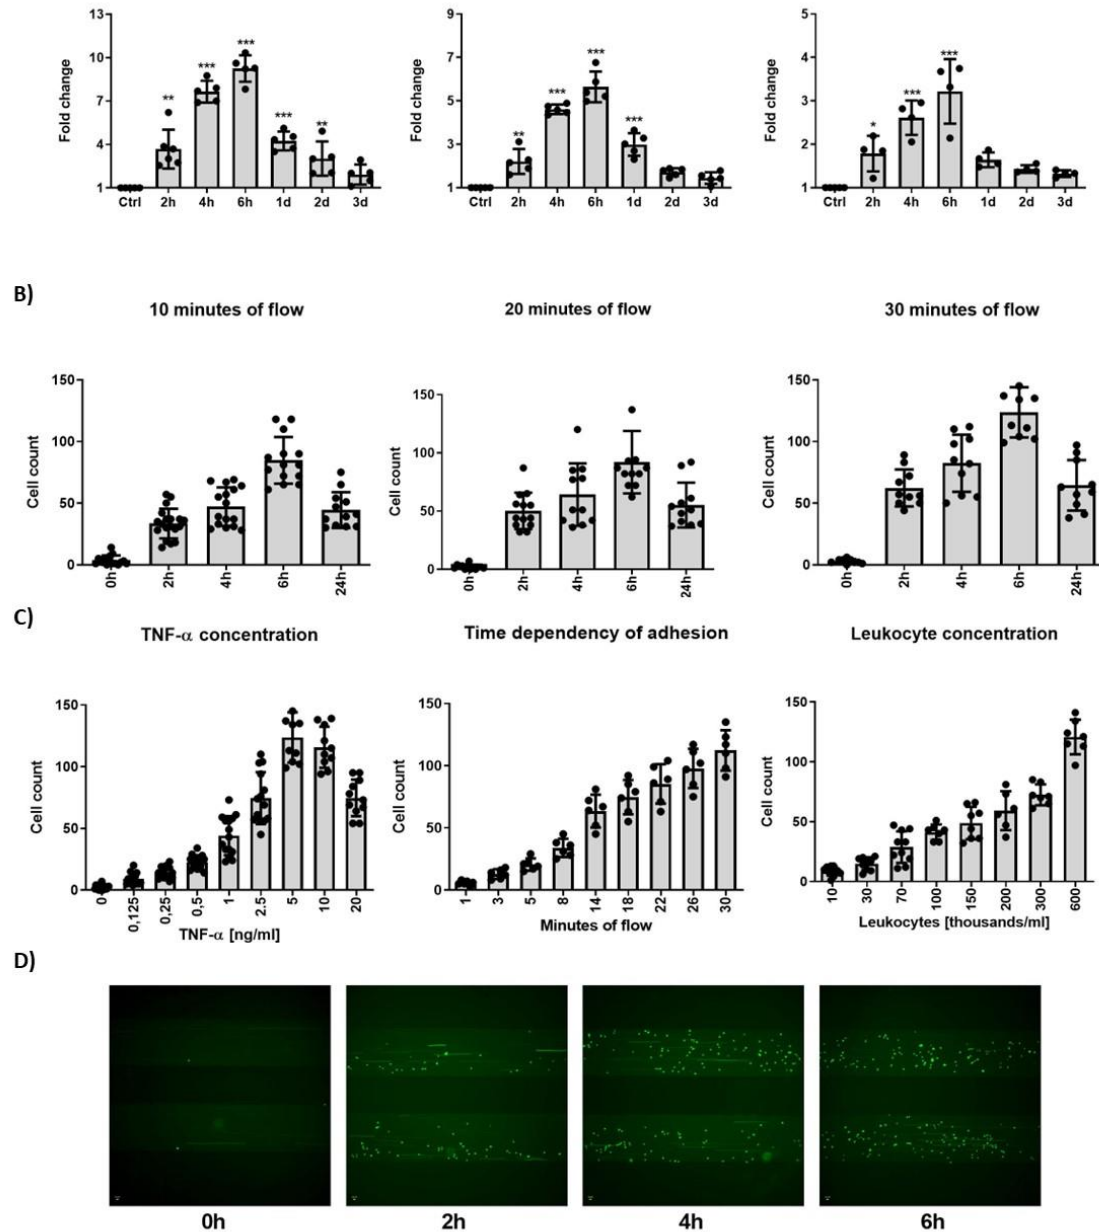 13
10
7
4
1
Fold change
**
***
***
***
**
Ctrl 2h 4h 6h 1d 2d 3d
9
7
5
3
1
Fold change
**
***
***
***
Ctrl 2h 4h 6h 1d 2d 3d
5
4
3
2
1
Fold change
*
***
***
Ctrl 2h 4h 6h 1d 2d 3d
B)
10 minutes of flow
20 minutes of flow
30 minutes of flow
150
100
50
0
Cell count
0h 2h 4h 6h 24h
150
100
50
0
Cell count
0h 2h 4h 6h 24h
150
100
50
0
Cell count
0h 2h 4h 6h 24h
C)
TNF-α concentration
Time dependency of adhesion
Leukocyte concentration
150
100
50
0
Cell count
0 0,125 0,25 0,5 1 2.5 5 10 20
TNF-α [ng/ml]
150
100
50
0
Cell count
1 3 5 8 14 18 22 26 30
Minutes of flow
150
100
50
0
Cell count
10 30 70 100 150 200 300 600
Leukocytes [thousands/ml]
D)
0h 2h 4h 6h